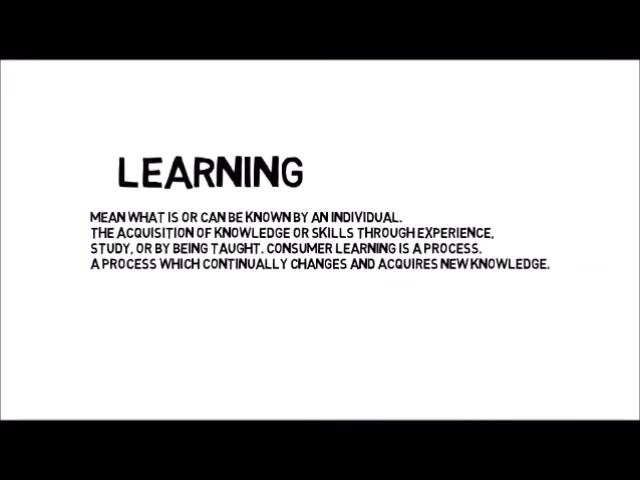 LEARNING
MEAN WHAT IS OR CAN BE KNOWN BY AN INDIVIDUAL.
THE ACQUISITION OF KNOWLEDGE OR SKILLS THROUGH EXPERIENCE,
STUDY, OR BY BEING TAUGHT. CONSUMER LEARNING IS A PROCESS.
A PROCESS WHICH CONTINUALLY CHANGES AND ACQUIRES NEW KNOWLEDGE.